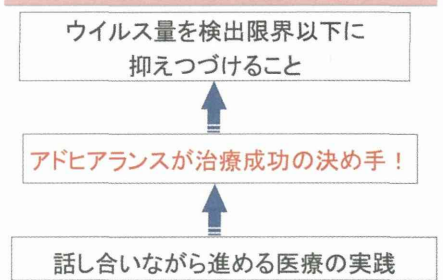 ウイルス量を検出限界以下に
抑えつづけること
アドヒアランスが治療成功の決め手！
話し合いながら進める医療の実践